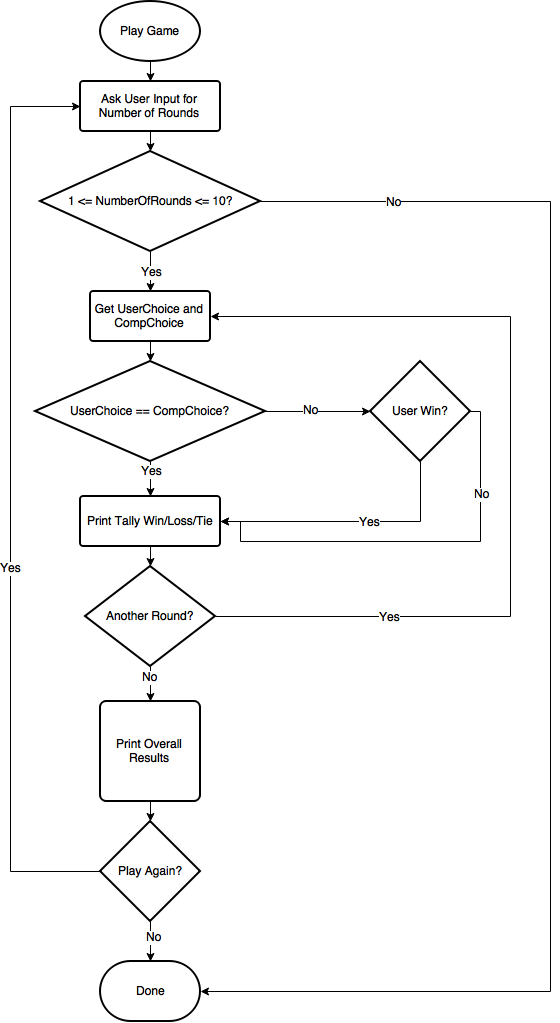 Play Game
Ask User Input for
Number of Rounds
1 <= NumberOfRounds <= 10?
No
Yes
Get UserChoice and
CompChoice
UserChoice == CompChoice?
No
User Win?
Yes
No
Print Tally Win/Loss/Tie
Yes
Yes
Another Round?
Yes
No
Print Overall
Results
Play Again?
No
Done